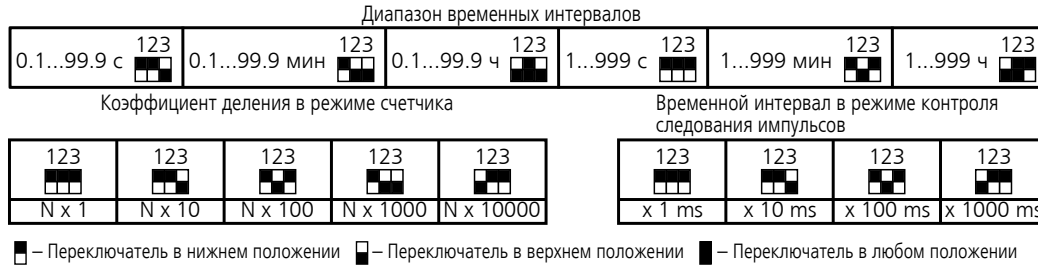 Диапазон временных интервалов
0.1...99.9 с 123 0.1...99.9 мин 123 0.1...99.9 ч 123 1...999 с 123 1...999 мин 123 1...999 ч 123
Коэффициент деления в режиме счетчика
Временной интервал в режиме контроля
следования импульсов
123 123 123 123 123
N x 1 N x 10 N x 100 N x 1000 N x 10000
123 123 123 123
x 1 ms x 10 ms x 100 ms x 1000 ms
– Переключатель в нижнем положении – Переключатель в верхнем положении – Переключатель в любом положении